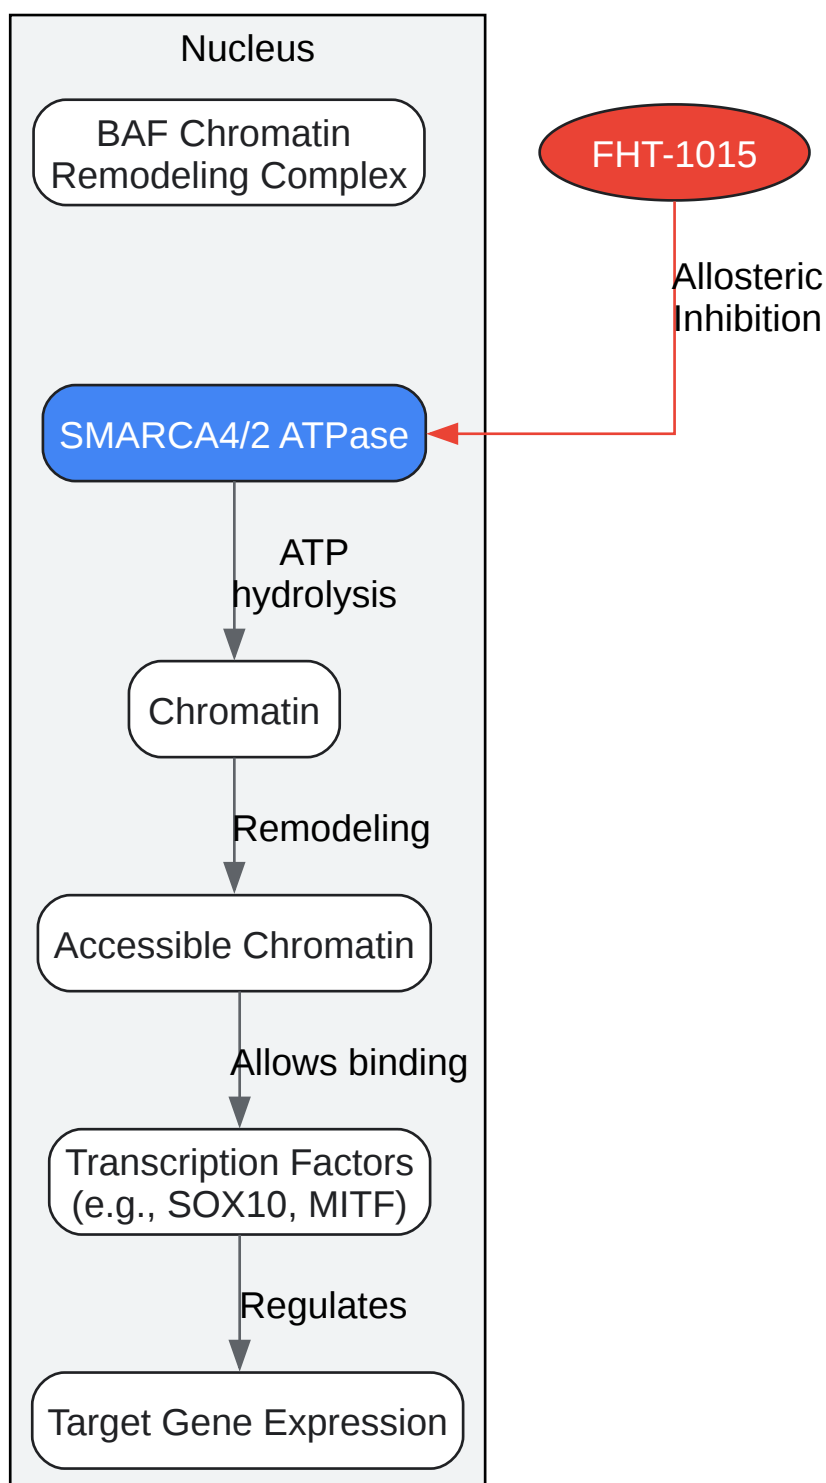 Nucleus
BAF Chromatin
Remodeling Complex
FHT-1015
Allosteric
Inhibition
SMARCA4/2 ATPase
ATP
hydrolysis
Chromatin
Remodeling
Accessible Chromatin
Allows binding
Transcription Factors
(e.g., SOX10, MITF)
Regulates
Target Gene Expression